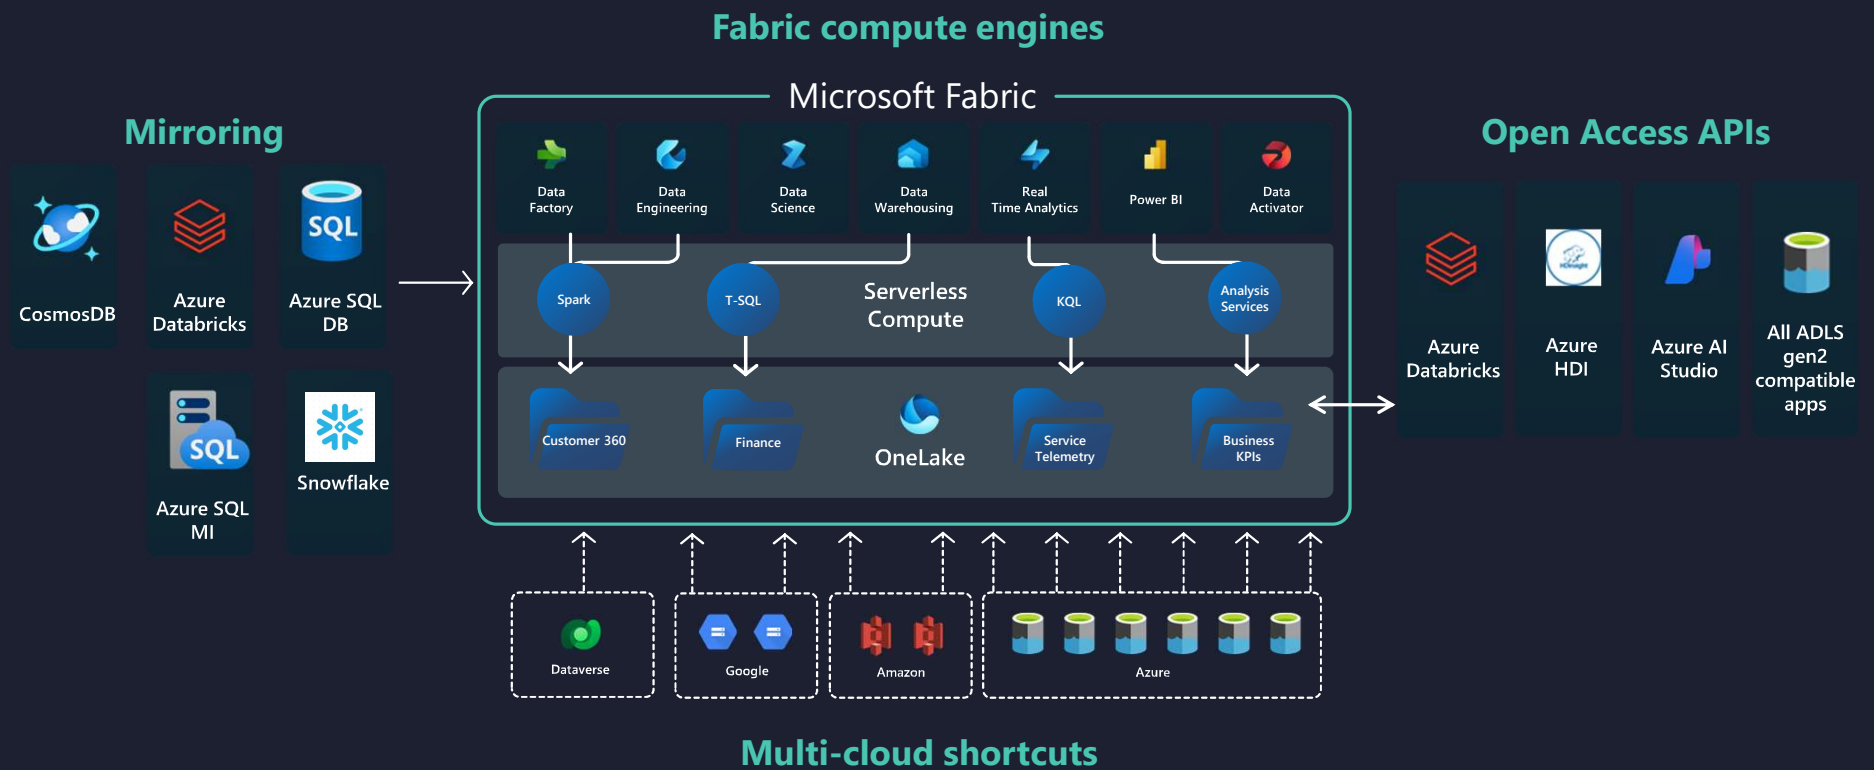 Fabric compute engines
Microsoft Fabric
Mirroring
Open Access APIs
CosmosDB
Azure
Databricks
SQL
Azure SQL
DB
SQL
Azure SQL
MI
Snowflake
Data
Factory
Data
Engineering
Data
Science
Data
Warehousing
Real
Time Analytics
Power BI
Data
Activator
Spark
T-SQL
Serverless
Compute
KQL
Analysis
Services
Customer 360
Finance
OneLake
Service
Telemetry
Business
KPIs
Azure
Databricks
HDInsight
Azure
HDI
Azure AI
Studio
All ADLS
gen2
compatible
apps
Dataverse
Google
Amazon
Azure
Multi-cloud shortcuts